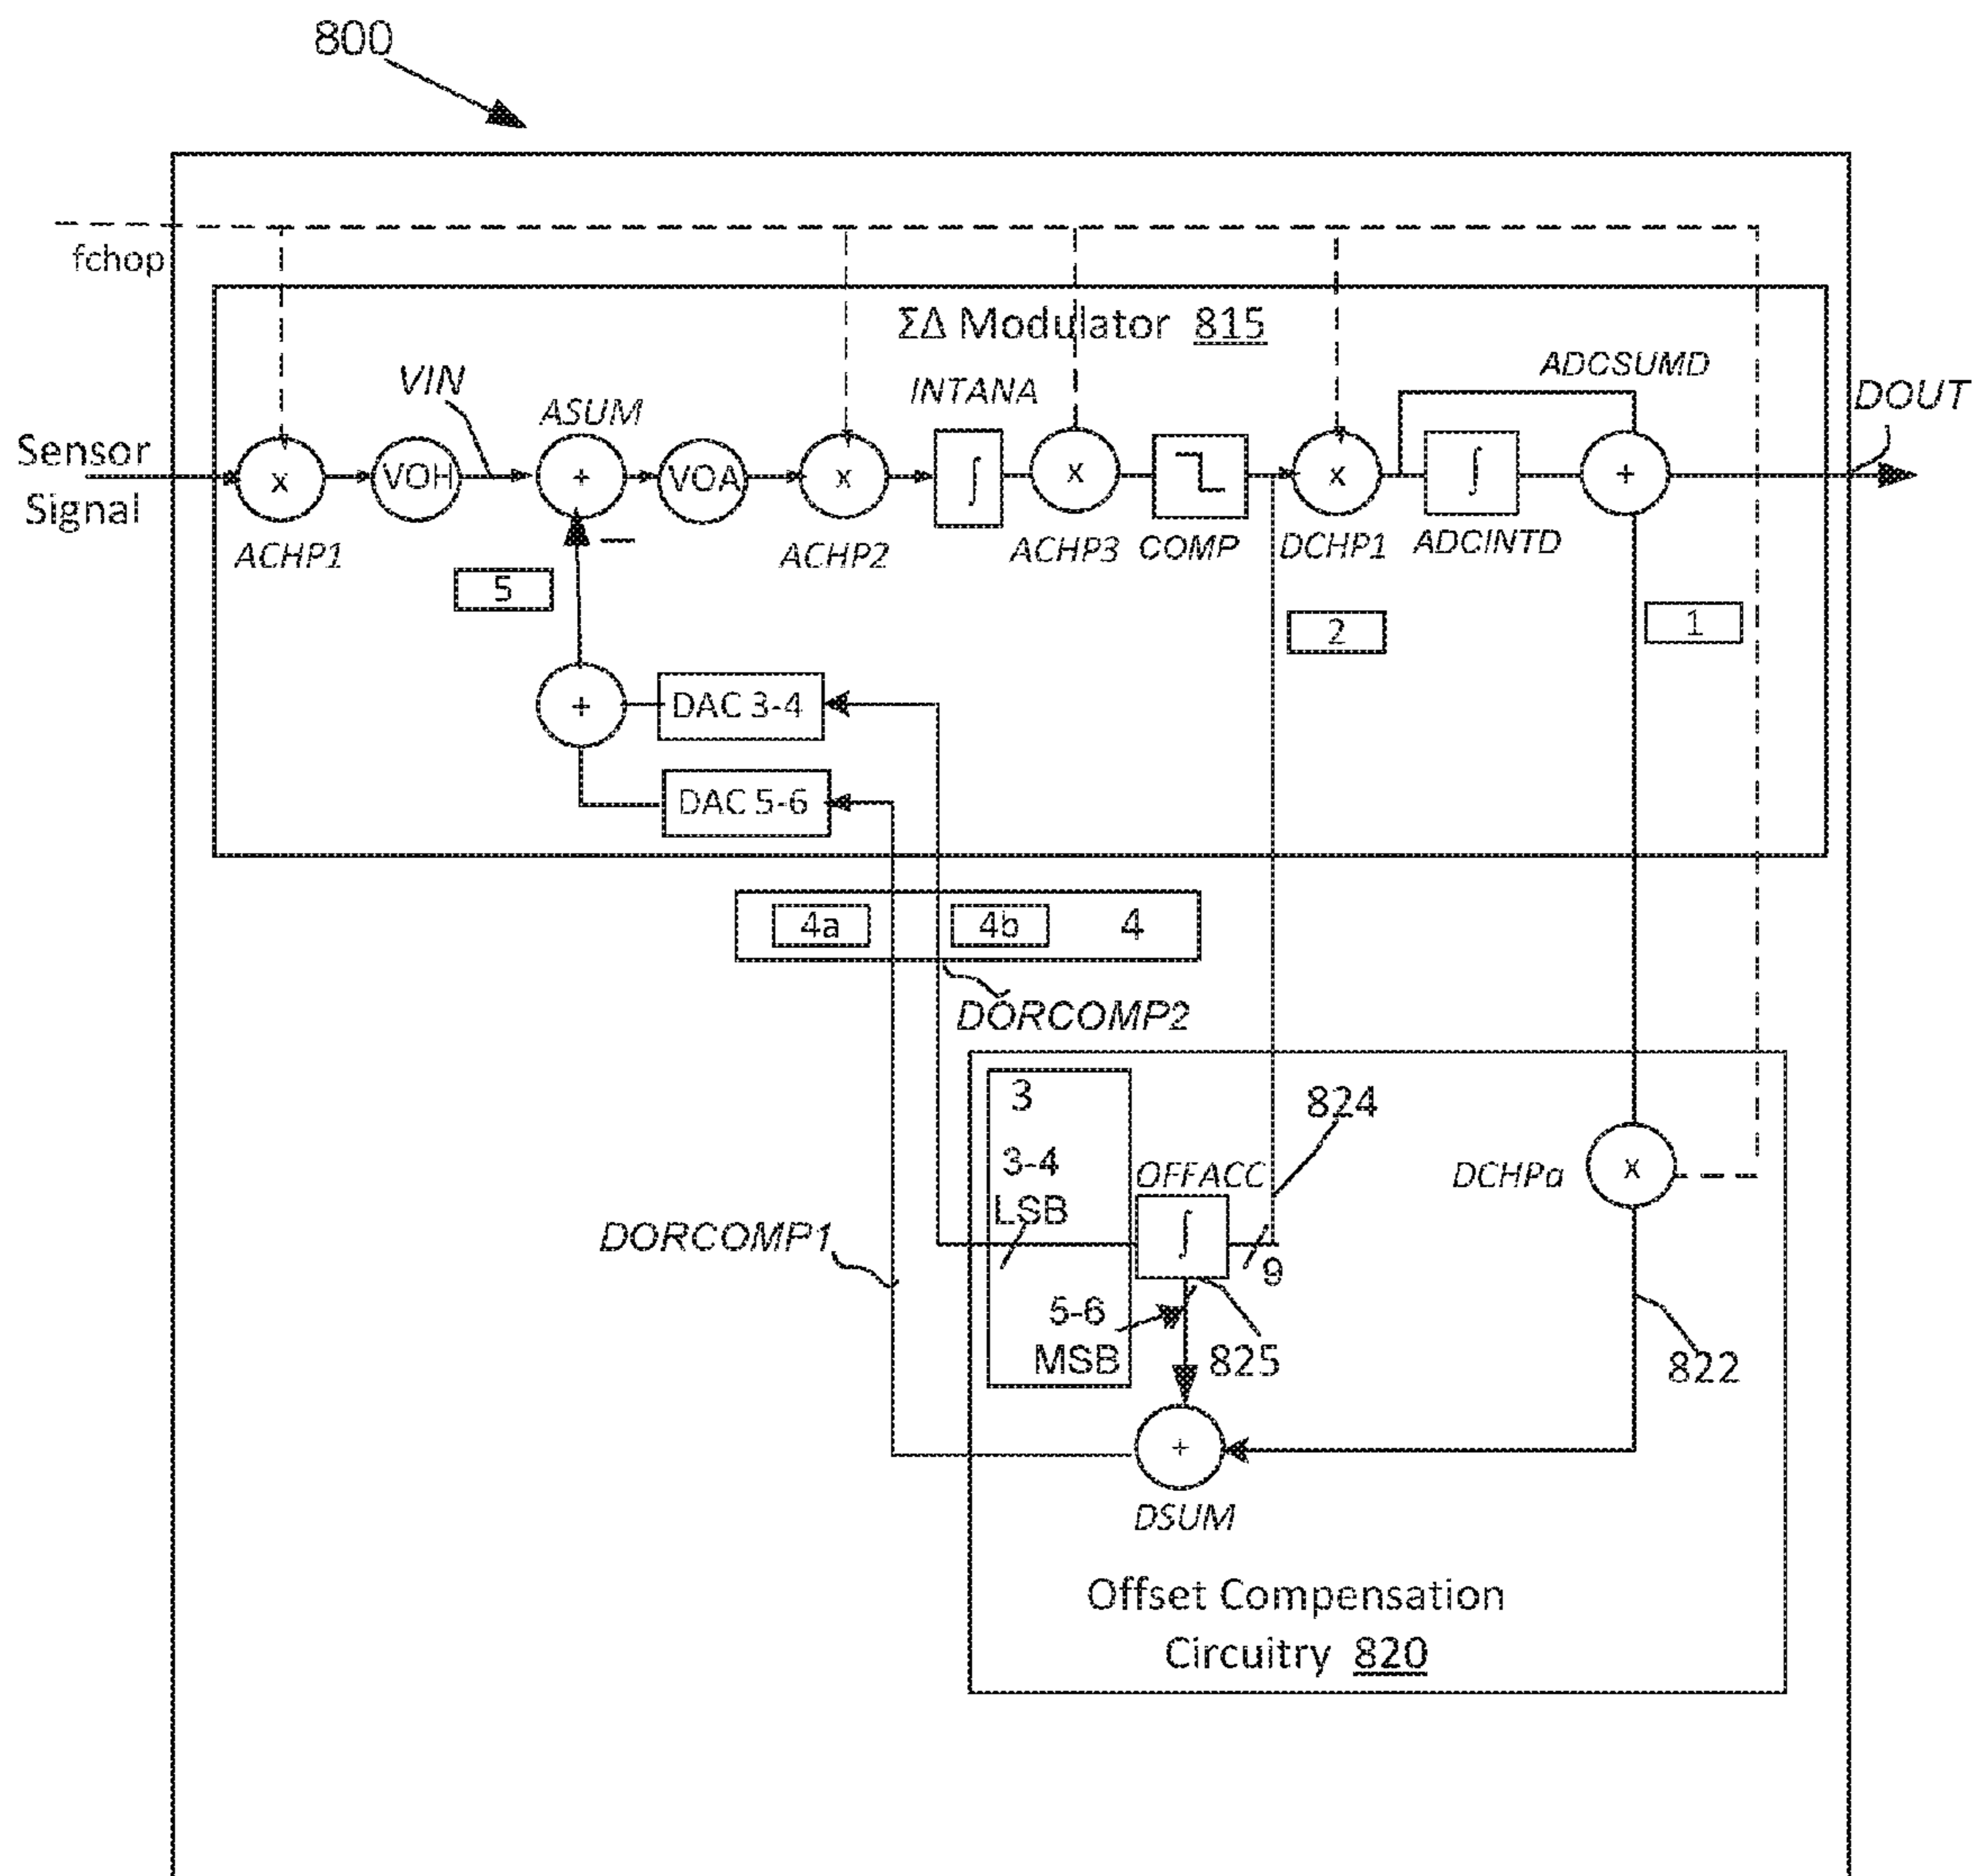 800
fchop
ΣΔ Modulator 815
ADCSUMD
VIN
INTANA
DOUT
ASUM
Sensor
Signal
x
VOH
+
VOA
x
∫
x
x
∫
+
ACHP1
ACHP2
ACHP3
COMP
DCHP1
ADCINTD
–
5
2
1
+
DAC 3-4
DAC 5-6
4a
4b
4
DORCOMP2
3
824
3-4
LSB
OFFACC
DCHPa
x
DORCOMP1
∫
9
5-6
MSB
825
822
+
DSUM
Offset Compensation
Circuitry 820